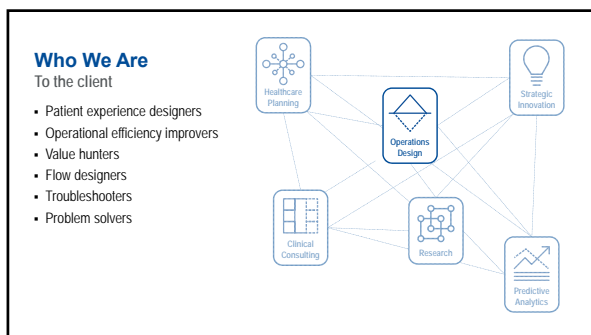 Who We Are
To the client
▪ Patient experience designers
▪ Operational efficiency improvers
▪ Value hunters
▪ Flow designers
▪ Troubleshooters
▪ Problem solvers
Healthcare
Planning
Strategic
Innovation
Operations
Design
Clinical
Consulting
Research
Predictive
Analytics